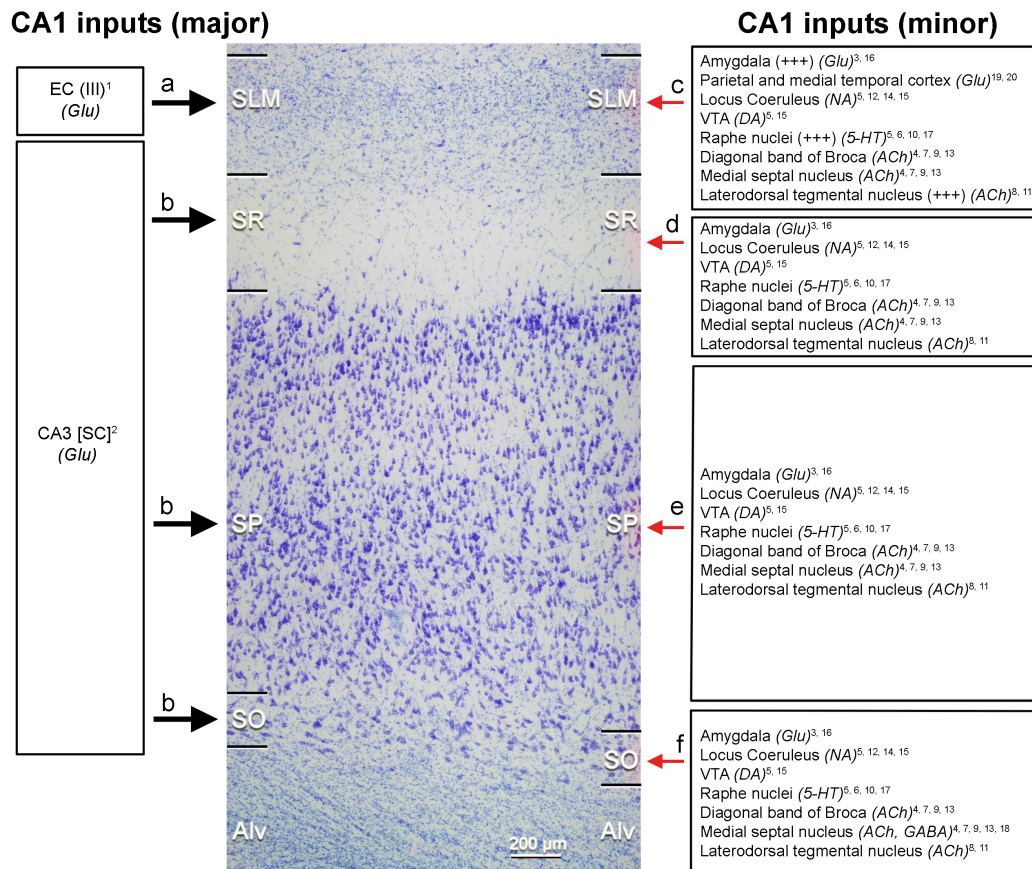 CA1 inputs (major)
CA1 inputs (minor)
EC (III)1
(Glu)
a
SLM
SLM
c
Amygdala (+++) (Glu)3, 16
Parietal and medial temporal cortex (Glu)19, 20
Locus Coeruleus (NA)5, 12, 14, 15
VTA (DA)5, 15
Raphe nuclei (+++) (5-HT)5, 6, 10, 17
Diagonal band of Broca (ACh)4, 7, 9, 13
Medial septal nucleus (ACh)4, 7, 9, 13
Laterodorsal tegmental nucleus (+++) (ACh)8, 11
CA3 [SC]2
(Glu)
b
SR
SR
d
Amygdala (Glu)3, 16
Locus Coeruleus (NA)5, 12, 14, 15
VTA (DA)5, 15
Raphe nuclei (5-HT)5, 6, 10, 17
Diagonal band of Broca (ACh)4, 7, 9, 13
Medial septal nucleus (ACh)4, 7, 9, 13
Laterodorsal tegmental nucleus (ACh)8, 11
b
SP
SP
e
Amygdala (Glu)3, 16
Locus Coeruleus (NA)5, 12, 14, 15
VTA (DA)5, 15
Raphe nuclei (5-HT)5, 6, 10, 17
Diagonal band of Broca (ACh)4, 7, 9, 13
Medial septal nucleus (ACh)4, 7, 9, 13
Laterodorsal tegmental nucleus (ACh)8, 11
b
SO
SO
f
Amygdala (Glu)3, 16
Locus Coeruleus (NA)5, 12, 14, 15
VTA (DA)5, 15
Raphe nuclei (5-HT)5, 6, 10, 17
Diagonal band of Broca (ACh)4, 7, 9, 13
Medial septal nucleus (ACh, GABA)4, 7, 9, 13, 18
Laterodorsal tegmental nucleus (ACh)8, 11
Alv
200 µm
Alv